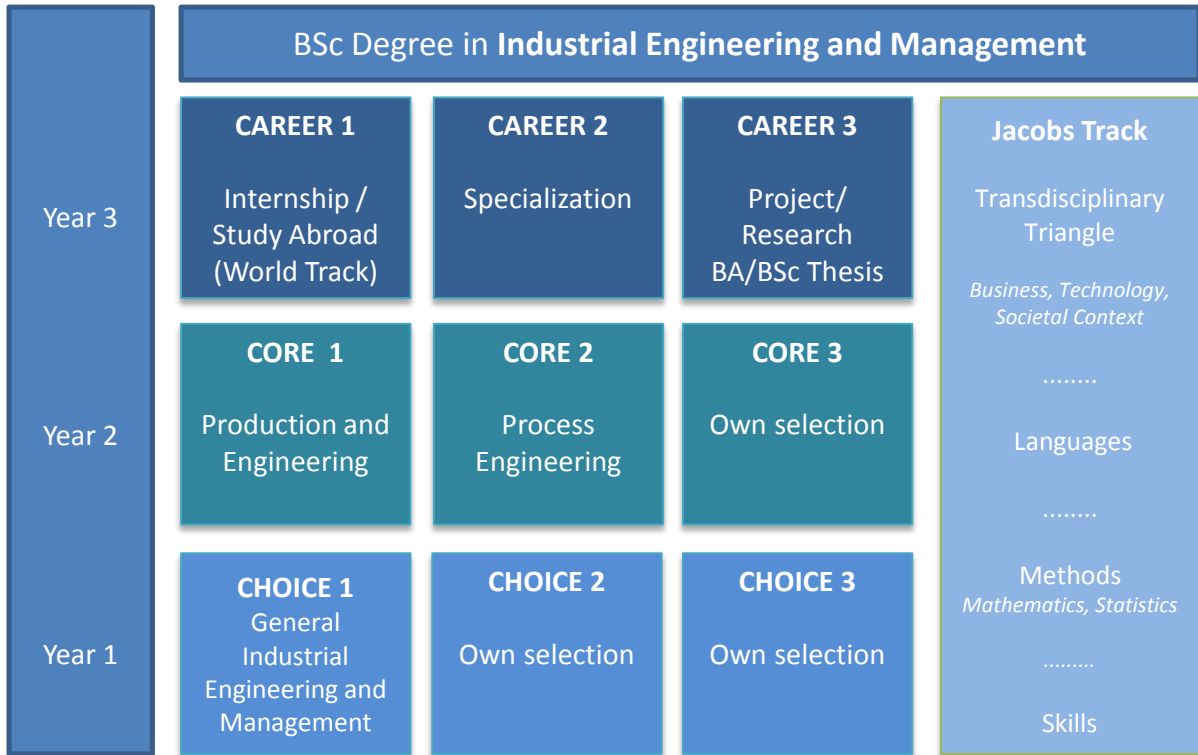 BSc Degree in Industrial Engineering and Management
Year 3
CAREER 1
Internship /
Study Abroad
(World Track)
CAREER 2
Specialization
CAREER 3
Project/
Research
BA/BSc Thesis
Year 2
CORE 1
Production and
Engineering
CORE 2
Process
Engineering
CORE 3
Own selection
Year 1
CHOICE 1
General
Industrial
Engineering and
Management
CHOICE 2
Own selection
CHOICE 3
Own selection
Jacobs Track
Transdisciplinary
Triangle
Business, Technology,
Societal Context
........
Languages
........
Methods
Mathematics, Statistics
.........
Skills